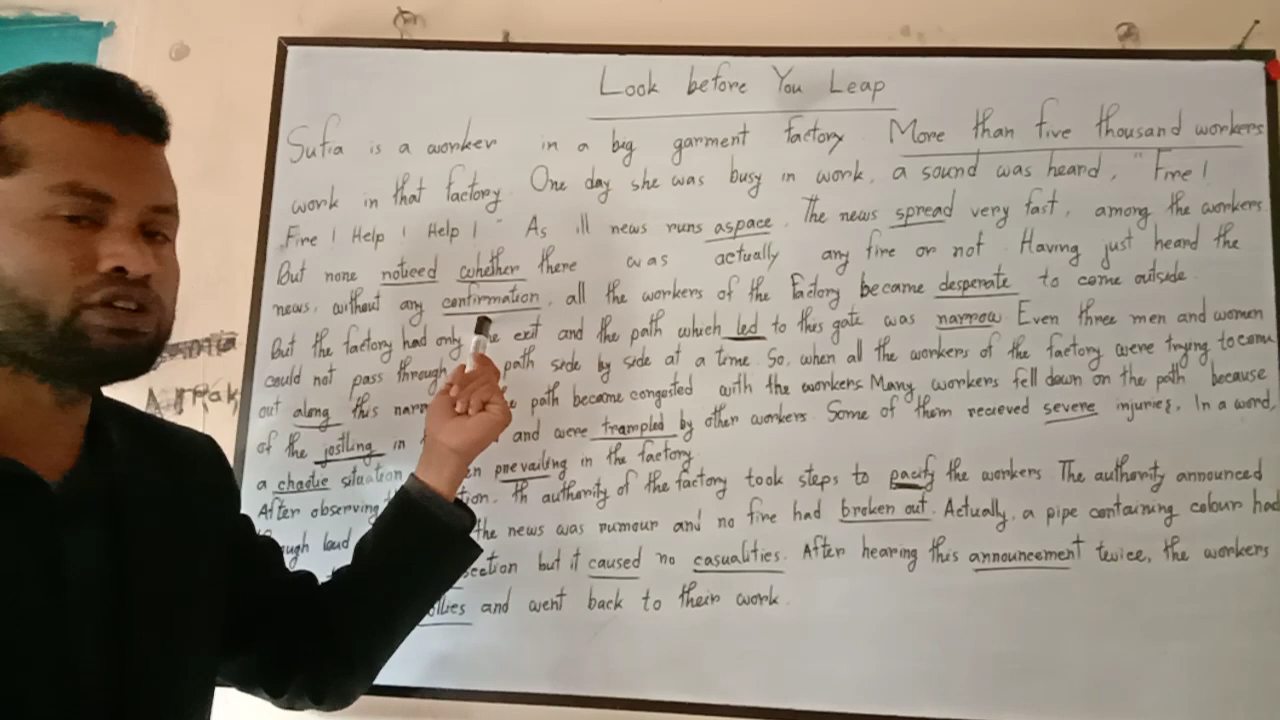 Look before You Leap
Sufia is a worker in a big garment factory. More than five thousand workers
work in that factory. One day she was busy in work, a sound was heard, "Fire!
Fire! Help! Help!" As ill news runs aspace. The news spread very fast, among the workers
But none noticed whether there was actually any fire or not. Having just heard the
news, without any confirmation, all the workers of the factory became desperate to come outside.
But the factory had only exit and the path which led to this gate was narrow. Even three men and women
could not pass through path side by side at a time. So, when all the workers of the factory were trying to come
out along this path became congested with the workers. Many workers fell down on the path because
of the jostling in and were trampled by other workers. Some of them recieved severe injuries. In a word,
a chaotic situation prevailing in the factory.
After observing th authority of the factory took steps to pacify the workers. The authority announced
loud the news was rumour and no fire had broken out. Actually, a pipe containing colour had
but it caused no casualities. After hearing this announcement twice, the workers
and went back to their work.